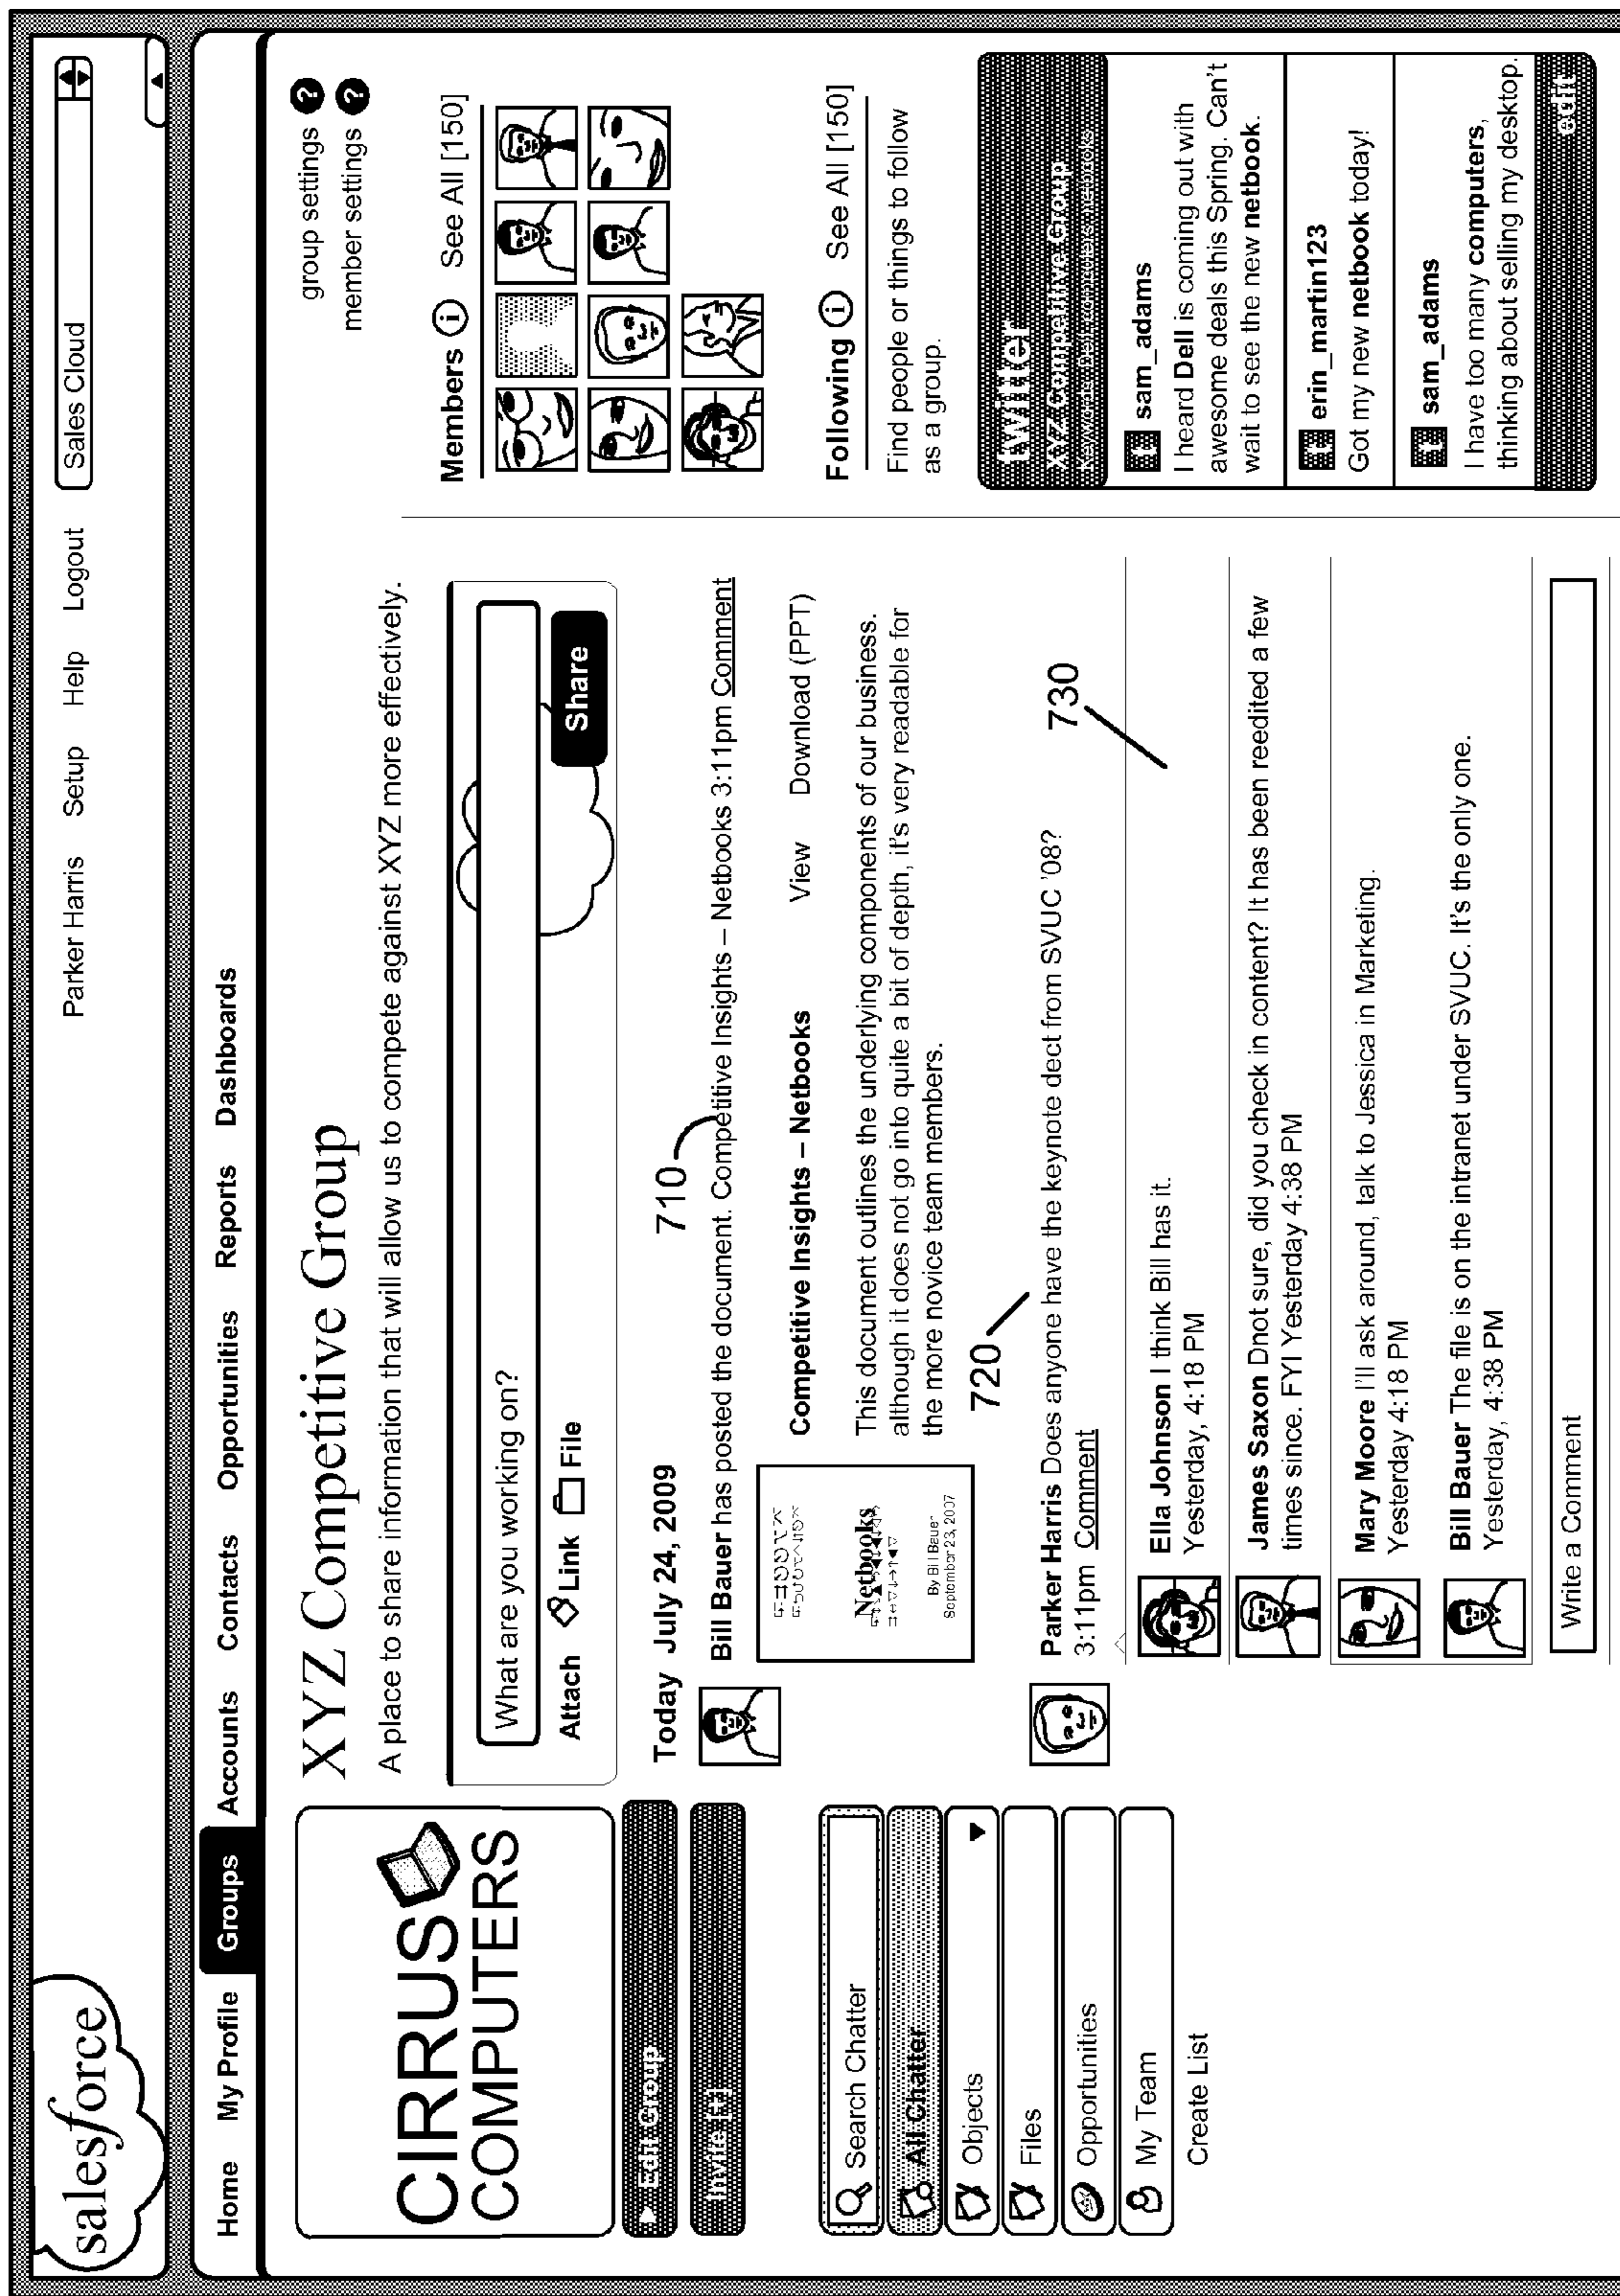 salesforce
Parker Harris Setup Help Logout
Sales Cloud
Home My Profile Groups Accounts Contacts Opportunities Reports Dashboards
CIRRUS
COMPUTERS
Edit Group
Invite [+]
Search Chatter
All Chatter
Objects
Files
Opportunities
My Team
Create List
XYZ Competitive Group
A place to share information that will allow us to compete against XYZ more effectively.
What are you working on?
Attach Link File
Share
Today July 24, 2009
710
Bill Bauer has posted the document. Competitive Insights – Netbooks 3:11pm Comment
Netbooks
By Bill Bauer
September 23, 2007
Competitive Insights – Netbooks View Download (PPT)
This document outlines the underlying components of our business.
although it does not go into quite a bit of depth, it's very readable for
the more novice team members.
720
730
Parker Harris Does anyone have the keynote dect from SVUC '08?
3:11pm Comment
Ella Johnson I think Bill has it.
Yesterday, 4:18 PM
James Saxon Dnot sure, did you check in content? It has been reedited a few
times since. FYI Yesterday 4:38 PM
Mary Moore I'll ask around, talk to Jessica in Marketing.
Yesterday 4:18 PM
Bill Bauer The file is on the intranet under SVUC. It's the only one.
Yesterday, 4:38 PM
Write a Comment
group settings ?
member settings ?
Members i See All [150]
Following i See All [150]
Find people or things to follow
as a group.
twitter
XYZ Competitive Group
Keywords: Dell, computers, netbooks
t sam_adams
I heard Dell is coming out with
awesome deals this Spring. Can't
wait to see the new netbook.
t erin_martin123
Got my new netbook today!
t sam_adams
I have too many computers,
thinking about selling my desktop.
edit